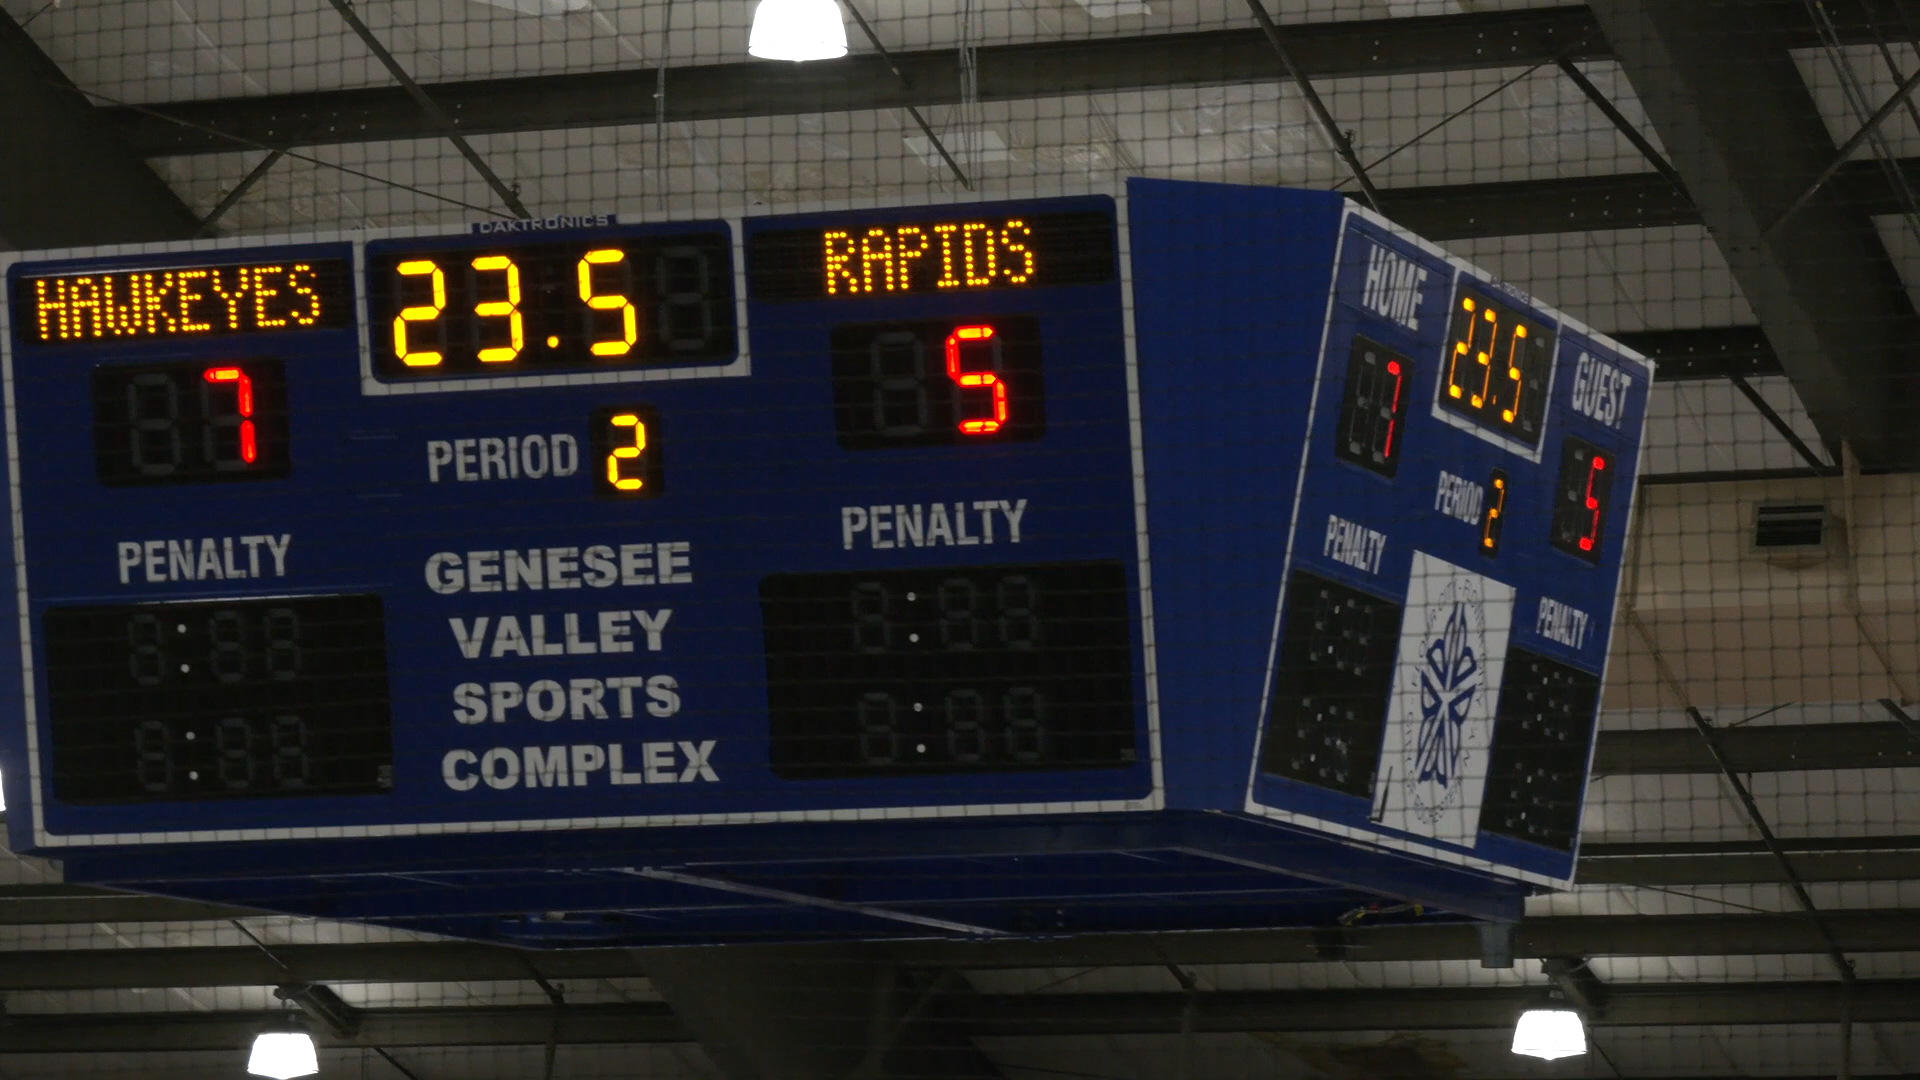 DAKTRONICS
HAWKEYES 23.5 RAPIDS
7 5
PERIOD 2
PENALTY PENALTY
GENESEE
VALLEY
SPORTS
COMPLEX
HOME 23.5 GUEST
7 5
PERIOD 2
PENALTY PENALTY